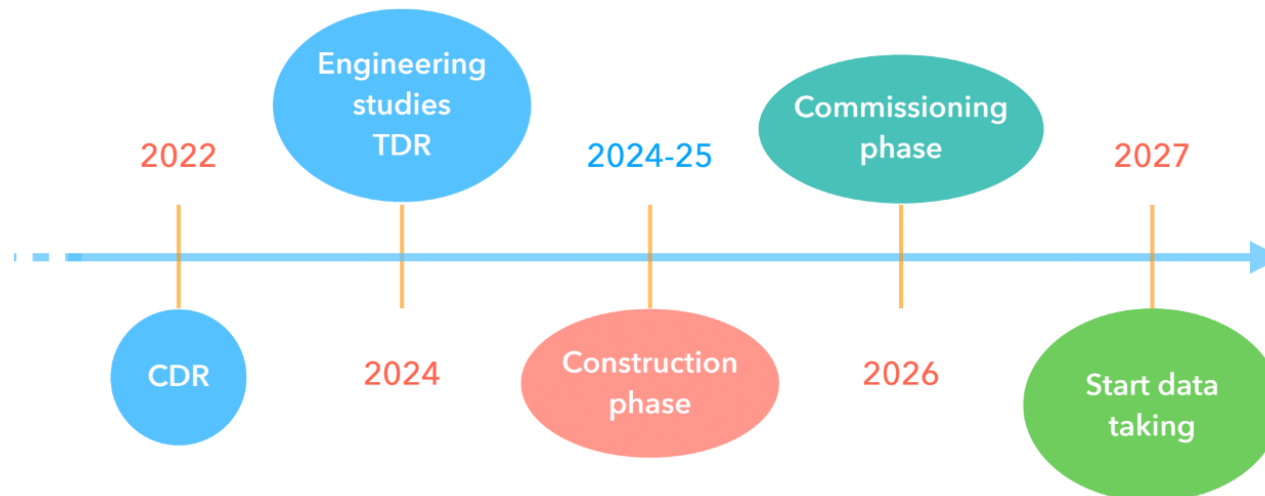 2022
CDR
Engineering
studies
TDR
2024
2024-25
Construction
phase
Commissioning
phase
2026
2027
Start data
taking